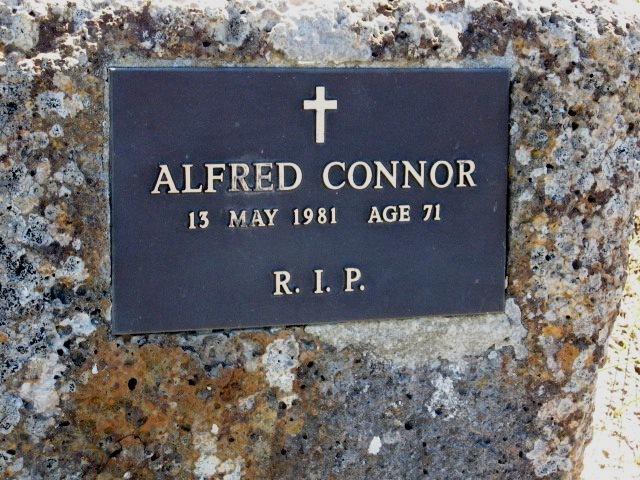 ALFRED CONNOR
13 MAY 1981 AGE 71
R. I. P.